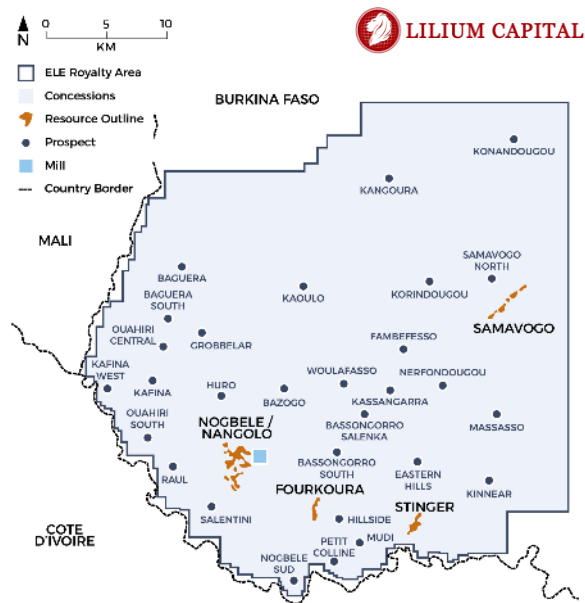 N
0 5 10
KM
LILIUM CAPITAL
ELE Royalty Area
Concessions
Resource Outline
Prospect
Mill
Country Border
BURKINA FASO
MALI
COTE
D'IVOIRE
KONANDOUGOU
KANGOURA
SAMAVOGO
NORTH
BAGUERA
KAOULO
KORINDOUGOU
BAGUERA
SOUTH
SAMAVOGO
OUAHIRI
CENTRAL
GROBBELAR
FAMBEFESSO
KAFINA
WEST
KAFINA
HURO
BAZOGO
WOULAFASSO
KASSANGARRA
NERFONDOUGOU
OUAHIRI
SOUTH
NOGBELE /
NANGOLO
BASSONGORRO
SALENKA
MASSASSO
RAUL
BASSONGORRO
SOUTH
EASTERN
HILLS
KINNEAR
SALENTINI
FOURKOURA
HILLSIDE
STINGER
PETIT
COLLINE
MUDI
NOGBELE
SUD